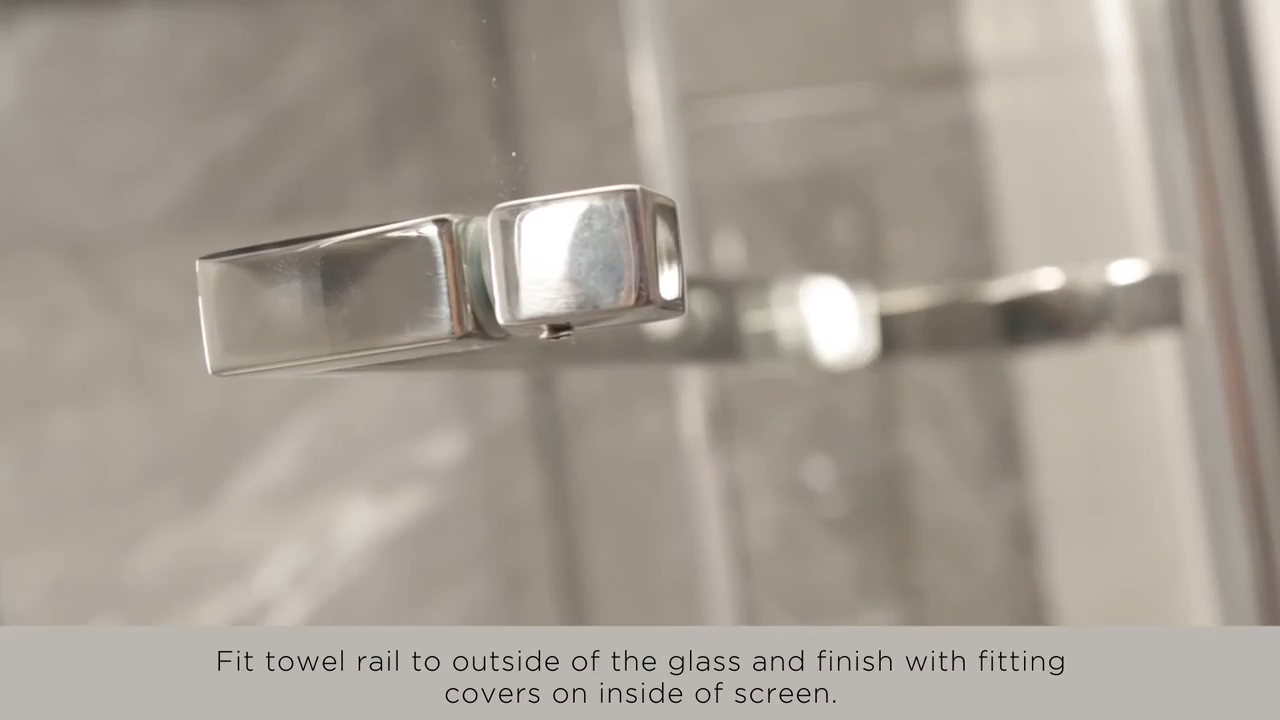 Fit towel rail to outside of the glass and finish with fitting
covers on inside of screen.